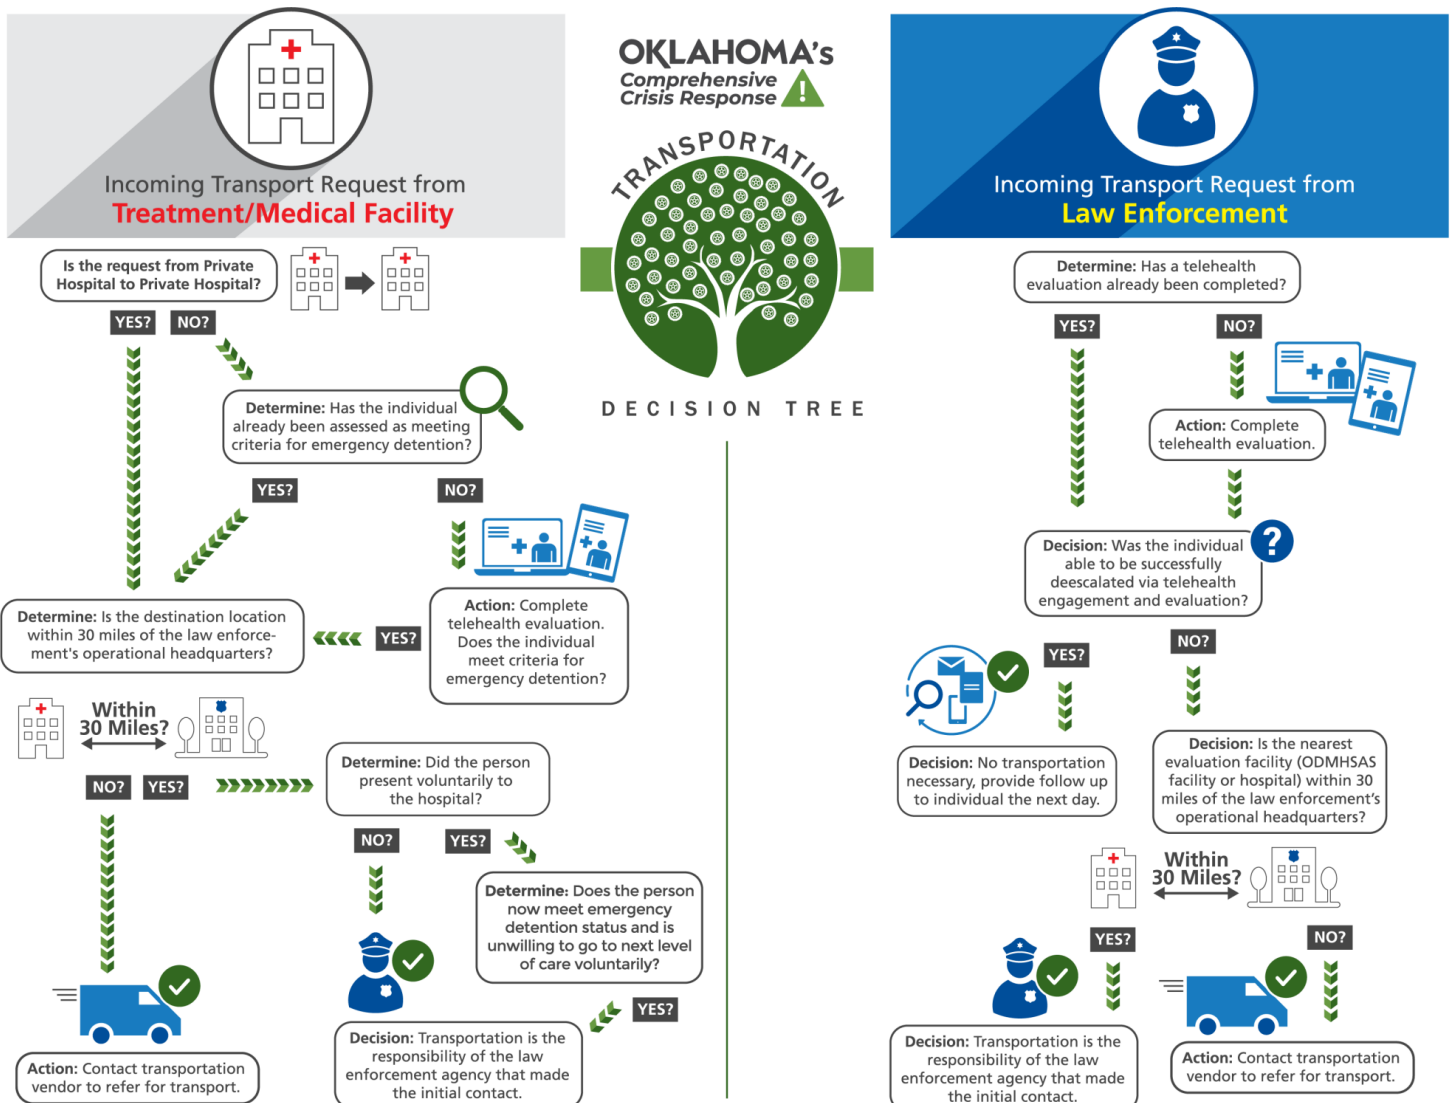 OKLAHOMA's
Comprehensive
Crisis Response
!
TRANSPORTATION
DECISION TREE
Incoming Transport Request from
Treatment/Medical Facility
Is the request from Private
Hospital to Private Hospital?
YES?
NO?
Determine: Has the individual
already been assessed as meeting
criteria for emergency detention?
YES?
NO?
Action: Complete
telehealth evaluation.
Does the individual
meet criteria for
emergency detention?
YES?
Determine: Is the destination location
within 30 miles of the law enforce-
ment's operational headquarters?
Within
30 Miles?
NO?
YES?
Determine: Did the person
present voluntarily to
the hospital?
NO?
YES?
Determine: Does the person
now meet emergency
detention status and is
unwilling to go to next level
of care voluntarily?
YES?
Decision: Transportation is the
responsibility of the law
enforcement agency that made
the initial contact.
Action: Contact transportation
vendor to refer for transport.
Incoming Transport Request from
Law Enforcement
Determine: Has a telehealth
evaluation already been completed?
YES?
NO?
Action: Complete
telehealth evaluation.
Decision: Was the individual
able to be successfully
deescalated via telehealth
engagement and evaluation?
?
YES?
NO?
Decision: No transportation
necessary, provide follow up
to individual the next day.
Decision: Is the nearest
evaluation facility (ODMHSAS
facility or hospital) within 30
miles of the law enforcement’s
operational headquarters?
Within
30 Miles?
YES?
NO?
Decision: Transportation is the
responsibility of the law
enforcement agency that made
the initial contact.
Action: Contact transportation
vendor to refer for transport.